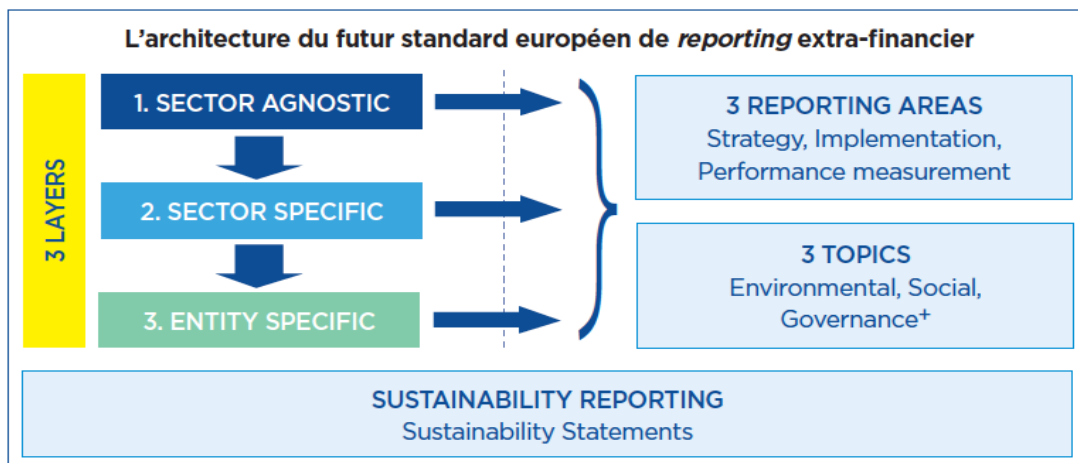 L'architecture du futur standard européen de reporting extra-financier
3 LAYERS
1. SECTOR AGNOSTIC
2. SECTOR SPECIFIC
3. ENTITY SPECIFIC
3 REPORTING AREAS
Strategy, Implementation,
Performance measurement
3 TOPICS
Environmental, Social,
Governance⁺
SUSTAINABILITY REPORTING
Sustainability Statements